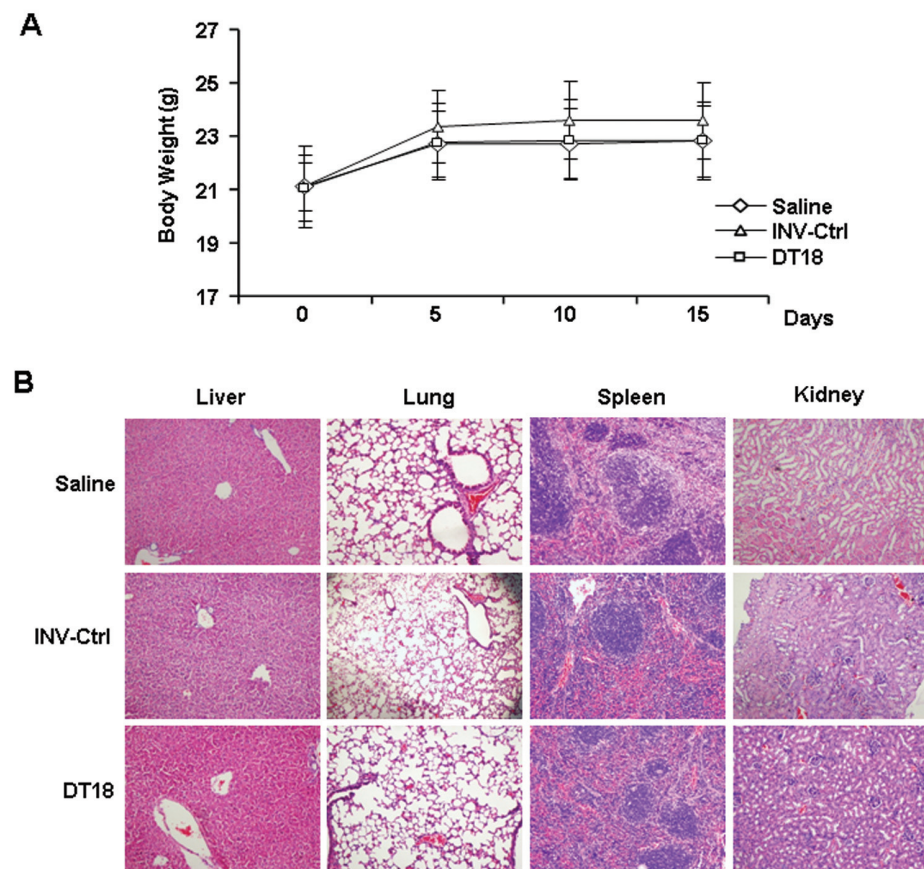 A
Body Weight (g)
27
25
23
21
19
17
0 5 10 15 Days
Saline
INV-Ctrl
DT18
B
Liver Lung Spleen Kidney
Saline
INV-Ctrl
DT18